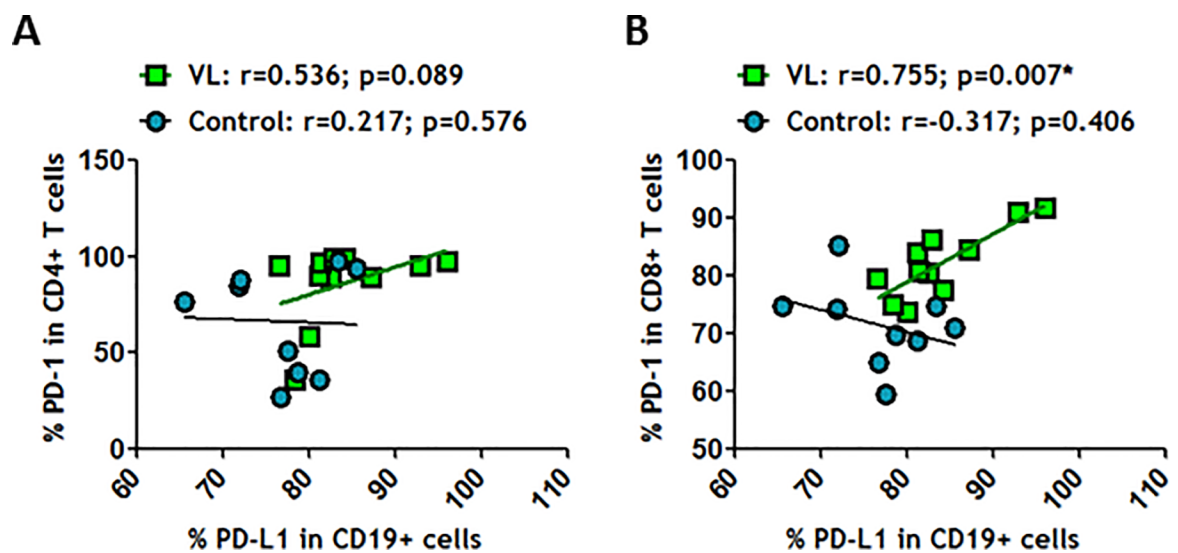 A
VL: r=0.536; p=0.089
Control: r=0.217; p=0.576
% PD-1 in CD4+ T cells
150
100
50
0
60 70 80 90 100 110
% PD-L1 in CD19+ cells
B
VL: r=0.755; p=0.007*
Control: r=-0.317; p=0.406
% PD-1 in CD8+ T cells
100
90
80
70
60
50
60 70 80 90 100 110
% PD-L1 in CD19+ cells